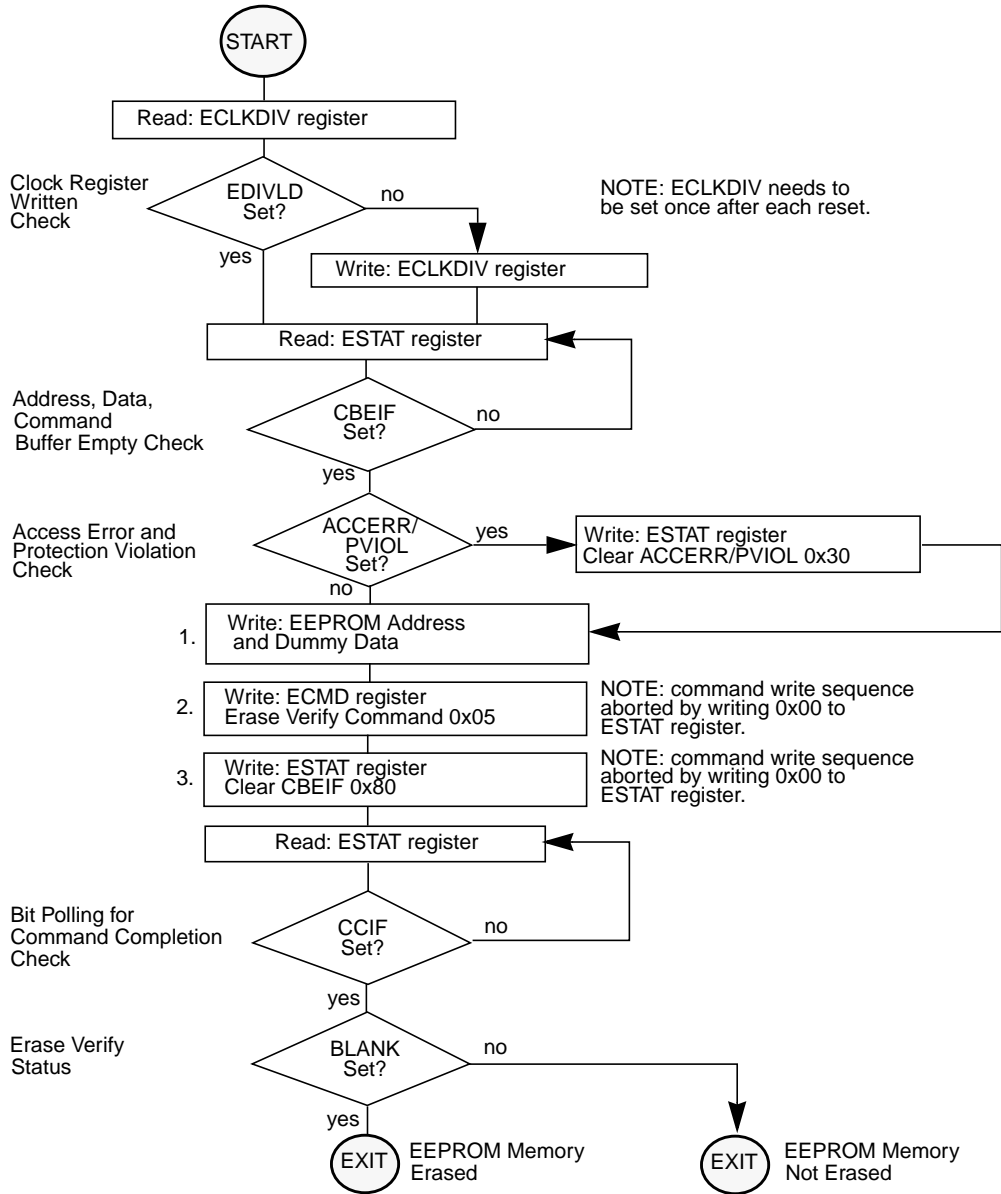 START
Read: ECLKDIV register
Clock Register
Written
Check
EDIVLD
Set?
no
NOTE: ECLKDIV needs to
be set once after each reset.
yes
Write: ECLKDIV register
Read: ESTAT register
Address, Data,
Command
Buffer Empty Check
CBEIF
Set?
no
yes
Access Error and
Protection Violation
Check
ACCERR/
PVIOL
Set?
yes
Write: ESTAT register
Clear ACCERR/PVIOL 0x30
no
1.
Write: EEPROM Address
and Dummy Data
2.
Write: ECMD register
Erase Verify Command 0x05
NOTE: command write sequence
aborted by writing 0x00 to
ESTAT register.
3.
Write: ESTAT register
Clear CBEIF 0x80
NOTE: command write sequence
aborted by writing 0x00 to
ESTAT register.
Read: ESTAT register
Bit Polling for
Command Completion
Check
CCIF
Set?
no
yes
Erase Verify
Status
BLANK
Set?
no
yes
EXIT
EEPROM Memory
Erased
EXIT
EEPROM Memory
Not Erased